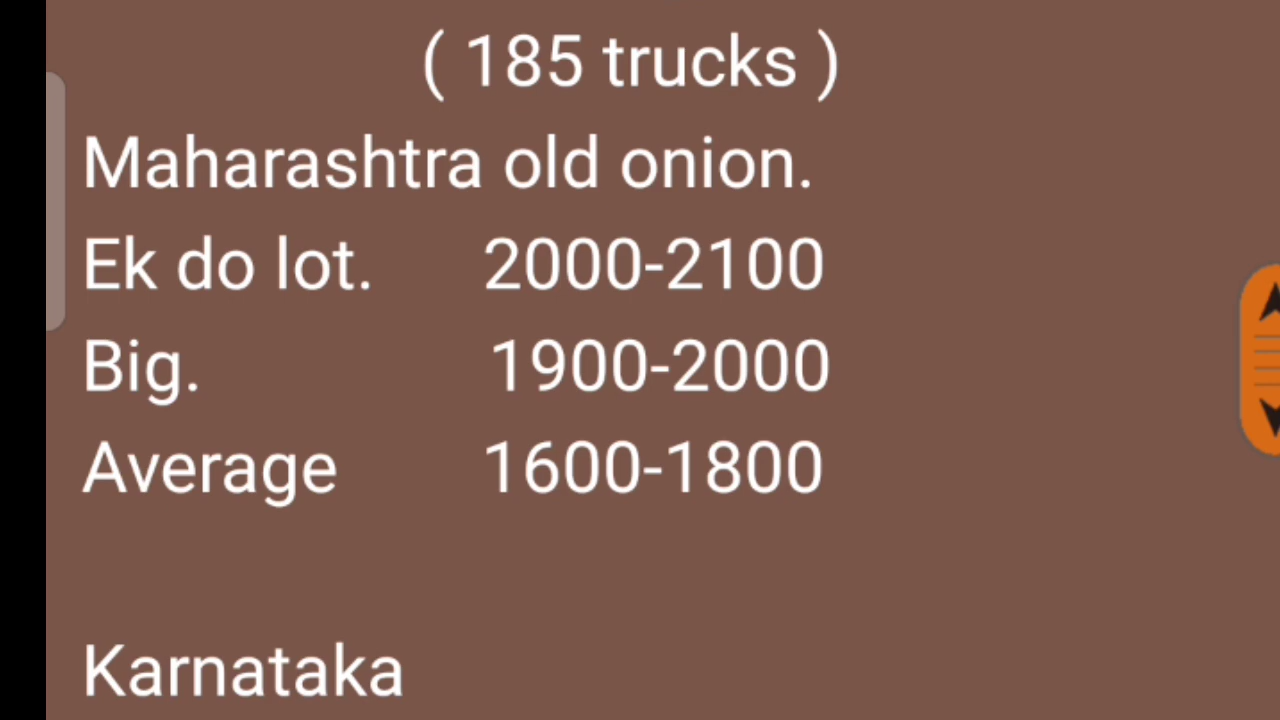 ( 185 trucks )
Maharashtra old onion.
Ek do lot. 2000-2100
Big. 1900-2000
Average 1600-1800
Karnataka